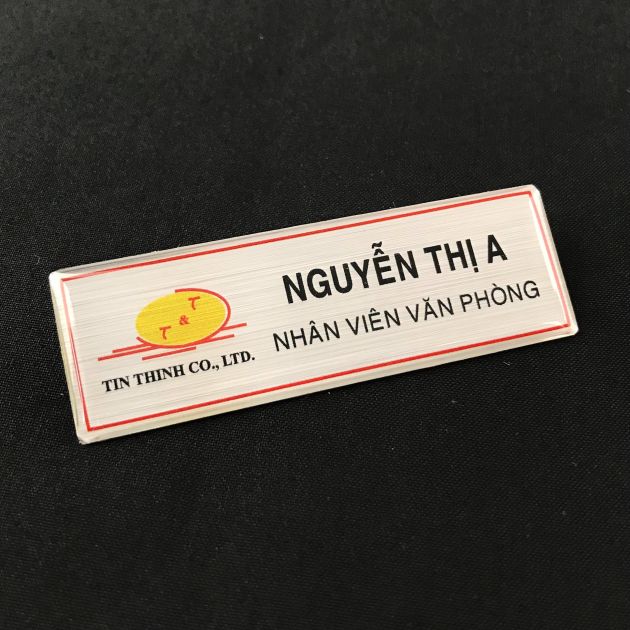 T & T
TIN THINH CO., LTD.
NGUYỄN THỊ A
NHÂN VIÊN VĂN PHÒNG